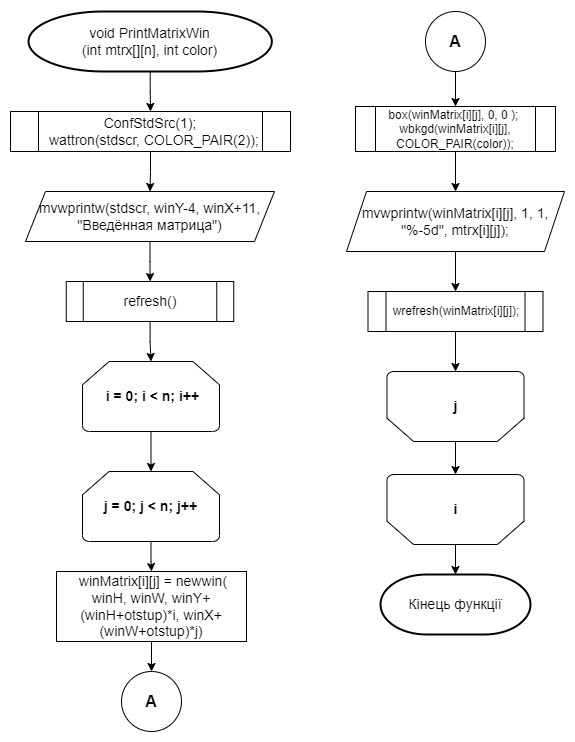 void PrintMatrixWin
(int mtrx[][n], int color)
ConfStdSrc(1);
wattron(stdscr, COLOR_PAIR(2));
mvwprintw(stdscr, winY-4, winX+11,
"Введённая матрица")
refresh()
i = 0; i < n; i++
j = 0; j < n; j++
winMatrix[i][j] = newwin(
winH, winW, winY+
(winH+otstup)*i, winX+
(winW+otstup)*j)
A
A
box(winMatrix[i][j], 0, 0 );
wbkgd(winMatrix[i][j],
COLOR_PAIR(color));
mvwprintw(winMatrix[i][j], 1, 1,
"%-5d", mtrx[i][j]);
wrefresh(winMatrix[i][j]);
j
i
Кінець функції